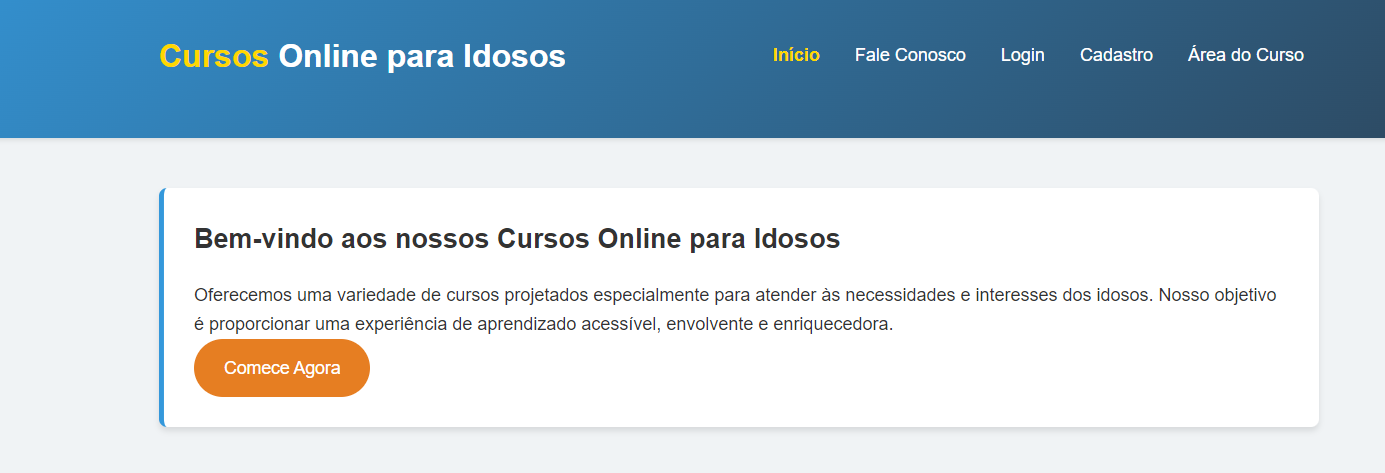 Cursos Online para Idosos
Início Fale Conosco Login Cadastro Área do Curso
Bem-vindo aos nossos Cursos Online para Idosos
Oferecemos uma variedade de cursos projetados especialmente para atender às necessidades e interesses dos idosos. Nosso objetivo
é proporcionar uma experiência de aprendizado acessível, envolvente e enriquecedora.
Comece Agora